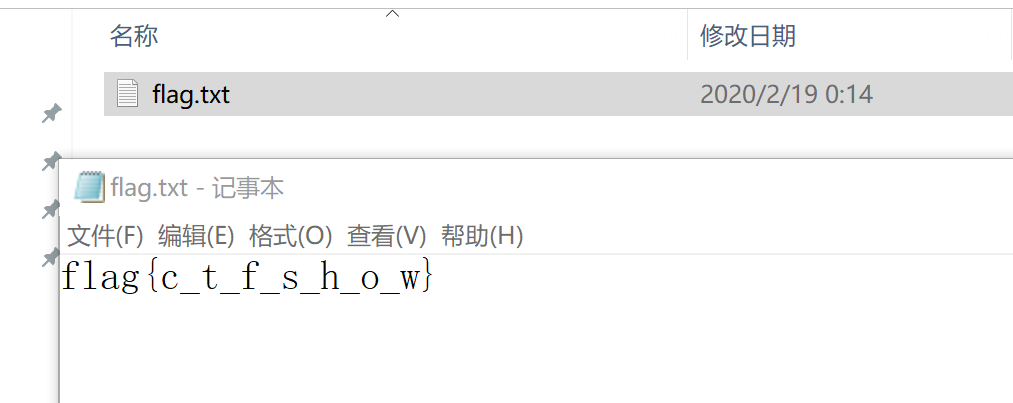 名称 修改日期
flag.txt 2020/2/19 0:14
flag.txt - 记事本
文件(F) 编辑(E) 格式(O) 查看(V) 帮助(H)
flag{c_t_f_s_h_o_w}